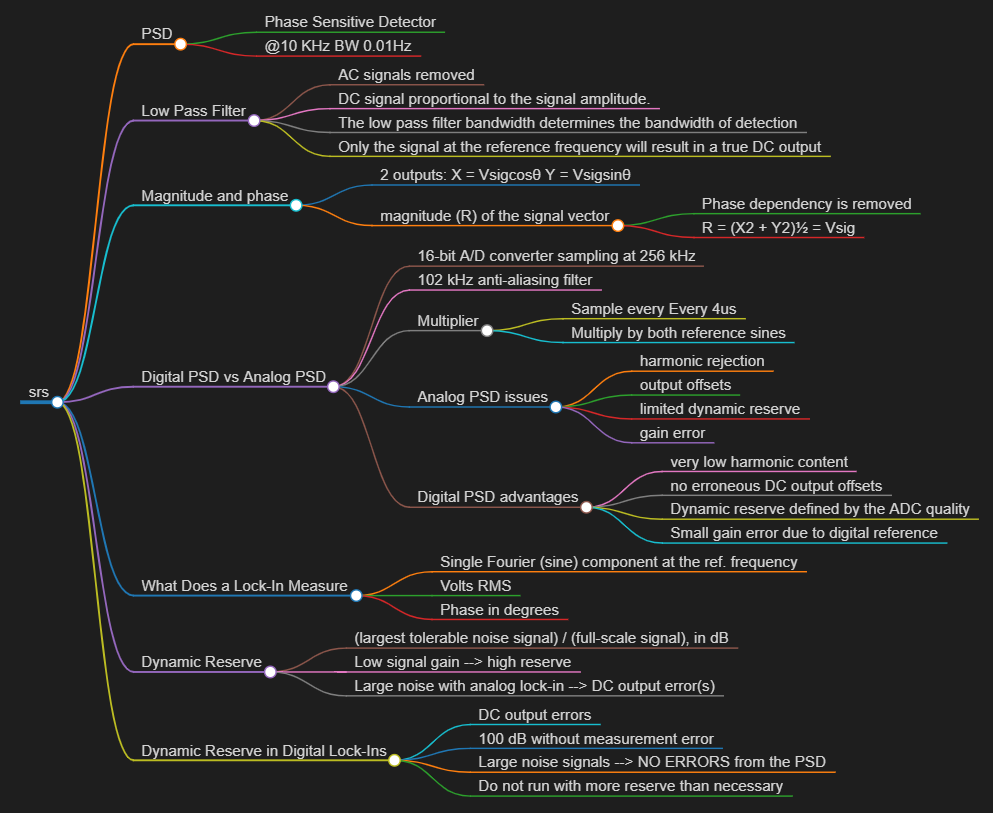 srs
PSD
Phase Sensitive Detector
@10 KHz BW 0.01Hz
Low Pass Filter
AC signals removed
DC signal proportional to the signal amplitude.
The low pass filter bandwidth determines the bandwidth of detection
Only the signal at the reference frequency will result in a true DC output
Magnitude and phase
2 outputs: X = Vsigcosθ Y = Vsigsinθ
magnitude (R) of the signal vector
Phase dependency is removed
R = (X2 + Y2)½ = Vsig
Digital PSD vs Analog PSD
16-bit A/D converter sampling at 256 kHz
102 kHz anti-aliasing filter
Multiplier
Sample every Every 4us
Multiply by both reference sines
Analog PSD issues
harmonic rejection
output offsets
limited dynamic reserve
gain error
Digital PSD advantages
very low harmonic content
no erroneous DC output offsets
Dynamic reserve defined by the ADC quality
Small gain error due to digital reference
What Does a Lock-In Measure
Single Fourier (sine) component at the ref. frequency
Volts RMS
Phase in degrees
Dynamic Reserve
(largest tolerable noise signal) / (full-scale signal), in dB
Low signal gain --> high reserve
Large noise with analog lock-in --> DC output error(s)
Dynamic Reserve in Digital Lock-Ins
DC output errors
100 dB without measurement error
Large noise signals --> NO ERRORS from the PSD
Do not run with more reserve than necessary